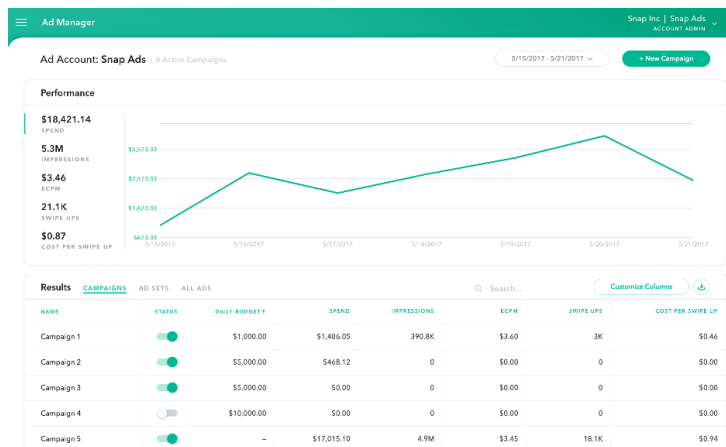 Ad Manager
Snap Inc | Snap Ads
ACCOUNT ADMIN
Ad Account: Snap Ads | 6 Active Campaigns
5/15/2017 - 5/21/2017
+ New Campaign
Performance
$18,421.14
SPEND
5.3M
IMPRESSIONS
$3.46
ECPM
21.1K
SWIPE UPS
$0.87
COST PER SWIPE UP
$3,523.33
$2,573.33
$1,623.33
$673.33
5/15/2017 5/16/2017 5/17/2017 5/18/2017 5/19/2017 5/20/2017 5/21/2017
Results CAMPAIGNS AD SETS ALL ADS Search... Customize Columns
NAME STATUS DAILY BUDGET↑ SPEND IMPRESSIONS ECPM SWIPE UPS COST PER SWIPE UP
Campaign 1 $1,000.00 $1,406.05 390.8K $3.60 3K $0.46
Campaign 2 $5,000.00 $468.12 0 $0.00 0 $0.00
Campaign 3 $5,000.00 $0.00 0 $0.00 0 $0.00
Campaign 4 $10,000.00 $0.00 0 $0.00 0 $0.00
Campaign 5 – $17,015.10 4.9M $3.45 18.1K $0.94